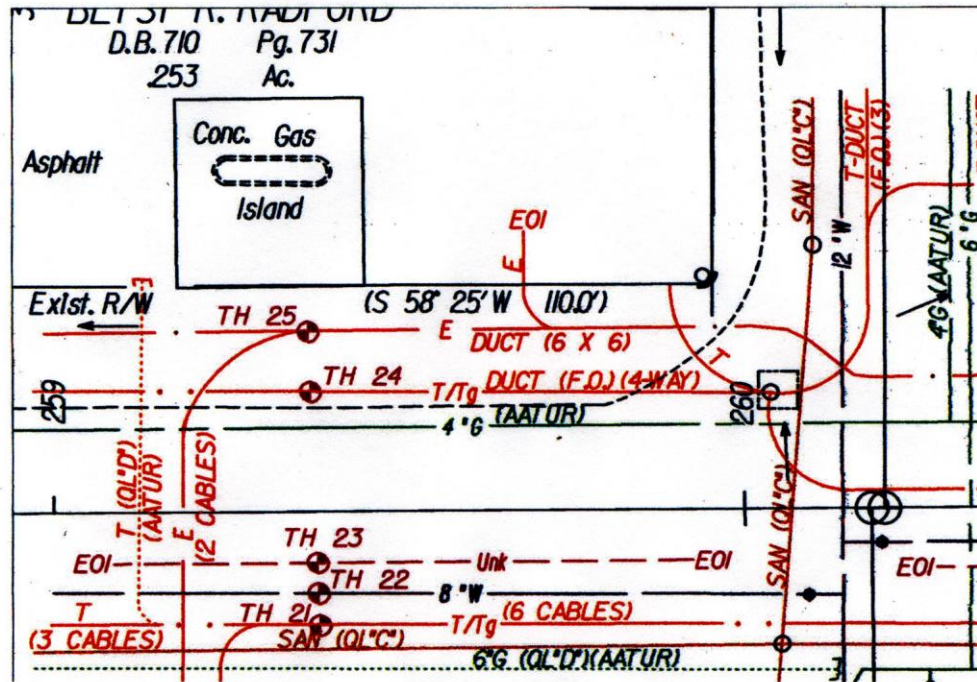 BETSY R. RADFORD
D.B. 710 Pg. 731
.253 Ac.
Conc. Gas
Island
Asphalt
EOI
E
Exist. R/W
(S 58° 25' W 110.0')
TH 25
E
DUCT (6 X 6)
T
TH 24
T/Tg
DUCT (F.O.) (4-WAY)
259
260
4 "G (AATUR)
T (QL"D")
(AATUR)
E
(2 CABLES)
TH 23
EOI
Unk
EOI
EOI
TH 22
8 "W
TH 21
T
(3 CABLES)
T/Tg
(6 CABLES)
SAN (QL"C")
6"G (QL"D")(AATUR)
SAN (QL"C")
SAN (QL"C")
12 "W
T-DUCT
(F.O.) (3)
4"G (AATUR)
6 "G